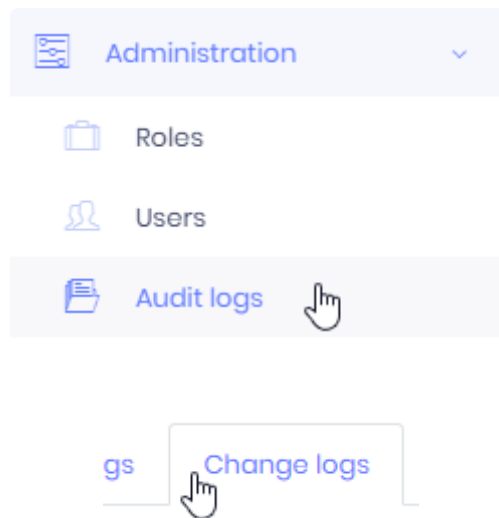 Administration
Roles
Users
Audit logs
gs Change logs